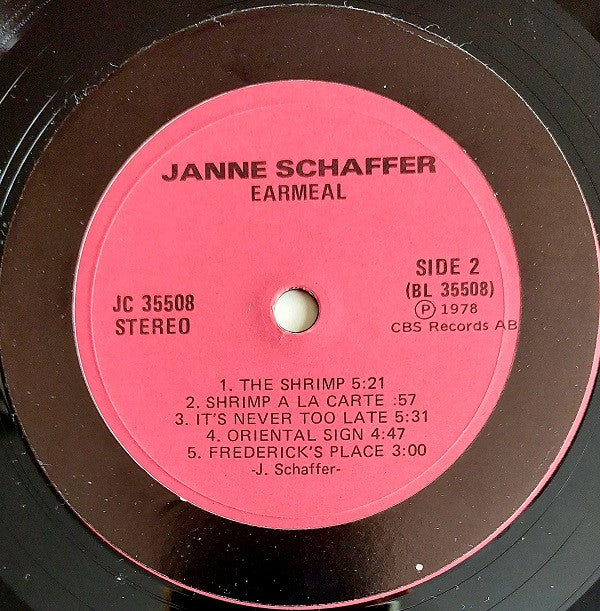 JANNE SCHAFFER
EARMEAL
JC 35508
STEREO
SIDE 2
(BL 35508)
Ⓟ 1978
CBS Records AB
1. THE SHRIMP 5:21
2. SHRIMP A LA CARTE :57
3. IT'S NEVER TOO LATE 5:31
4. ORIENTAL SIGN 4:47
5. FREDERICK'S PLACE 3:00
-J. Schaffer-